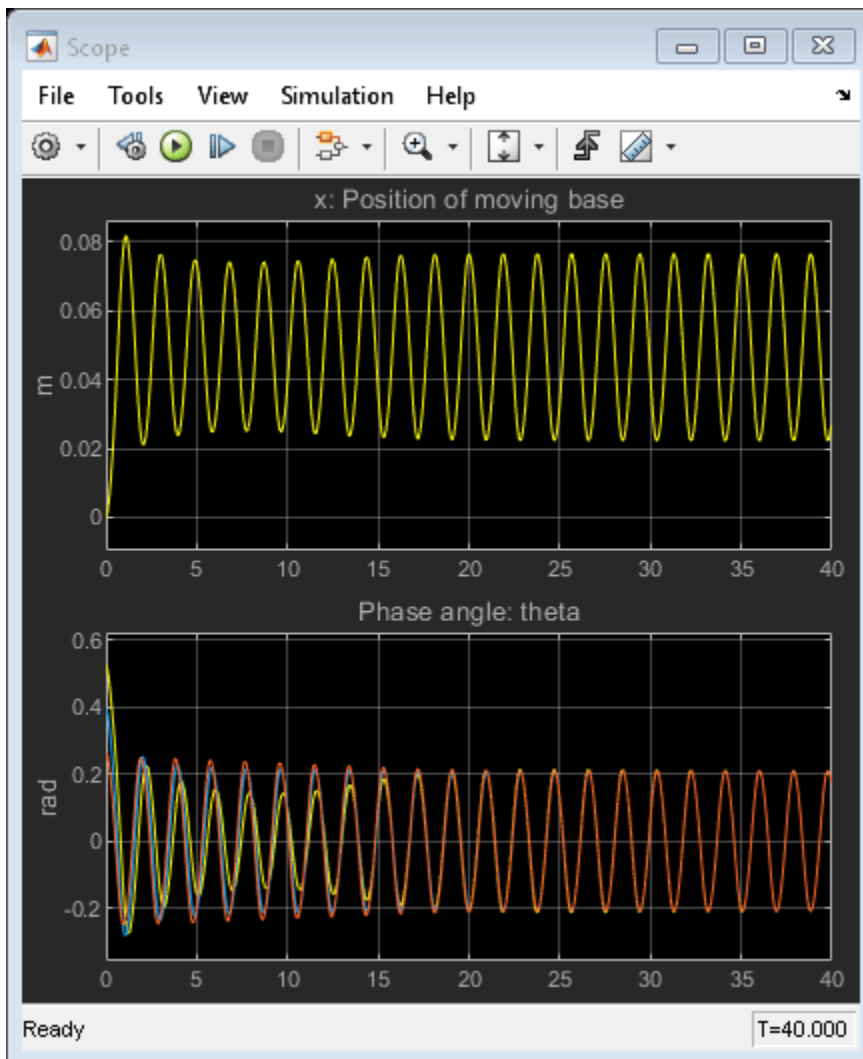 Scope
File Tools View Simulation Help
x: Position of moving base
0.08
0.06
0.04
0.02
0
m
0 5 10 15 20 25 30 35 40
Phase angle: theta
0.6
0.4
0.2
0
-0.2
rad
0 5 10 15 20 25 30 35 40
Ready T=40.000